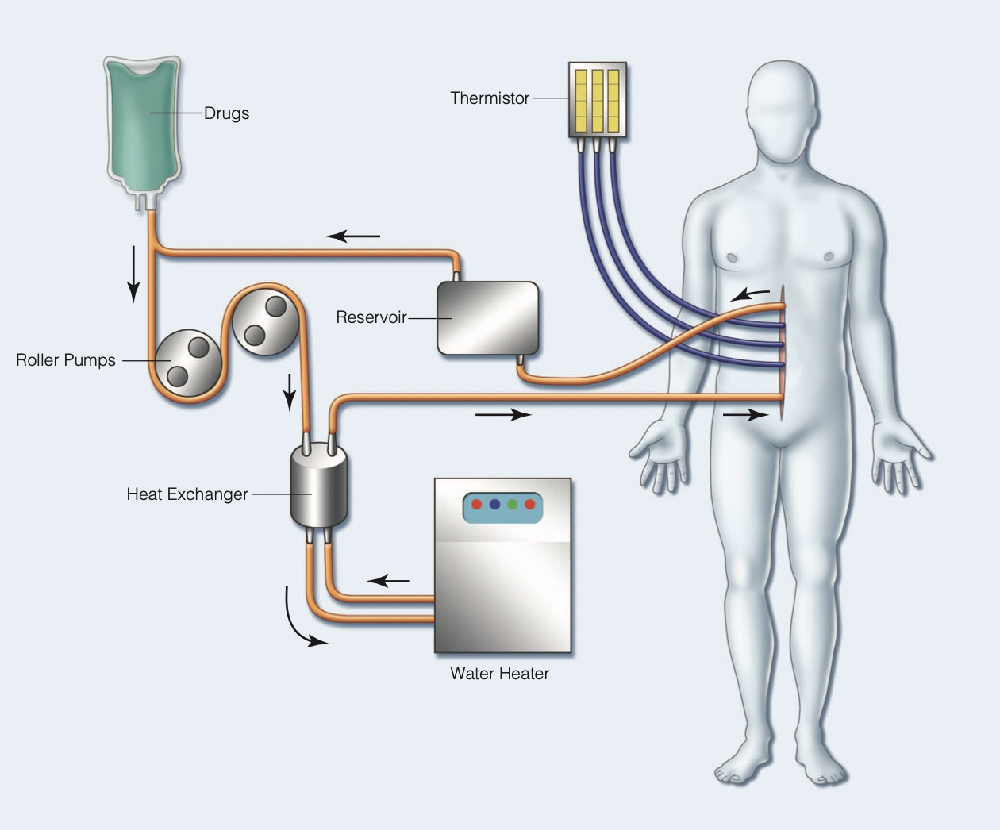 Drugs
Thermistor
Reservoir
Roller Pumps
Heat Exchanger
Water Heater